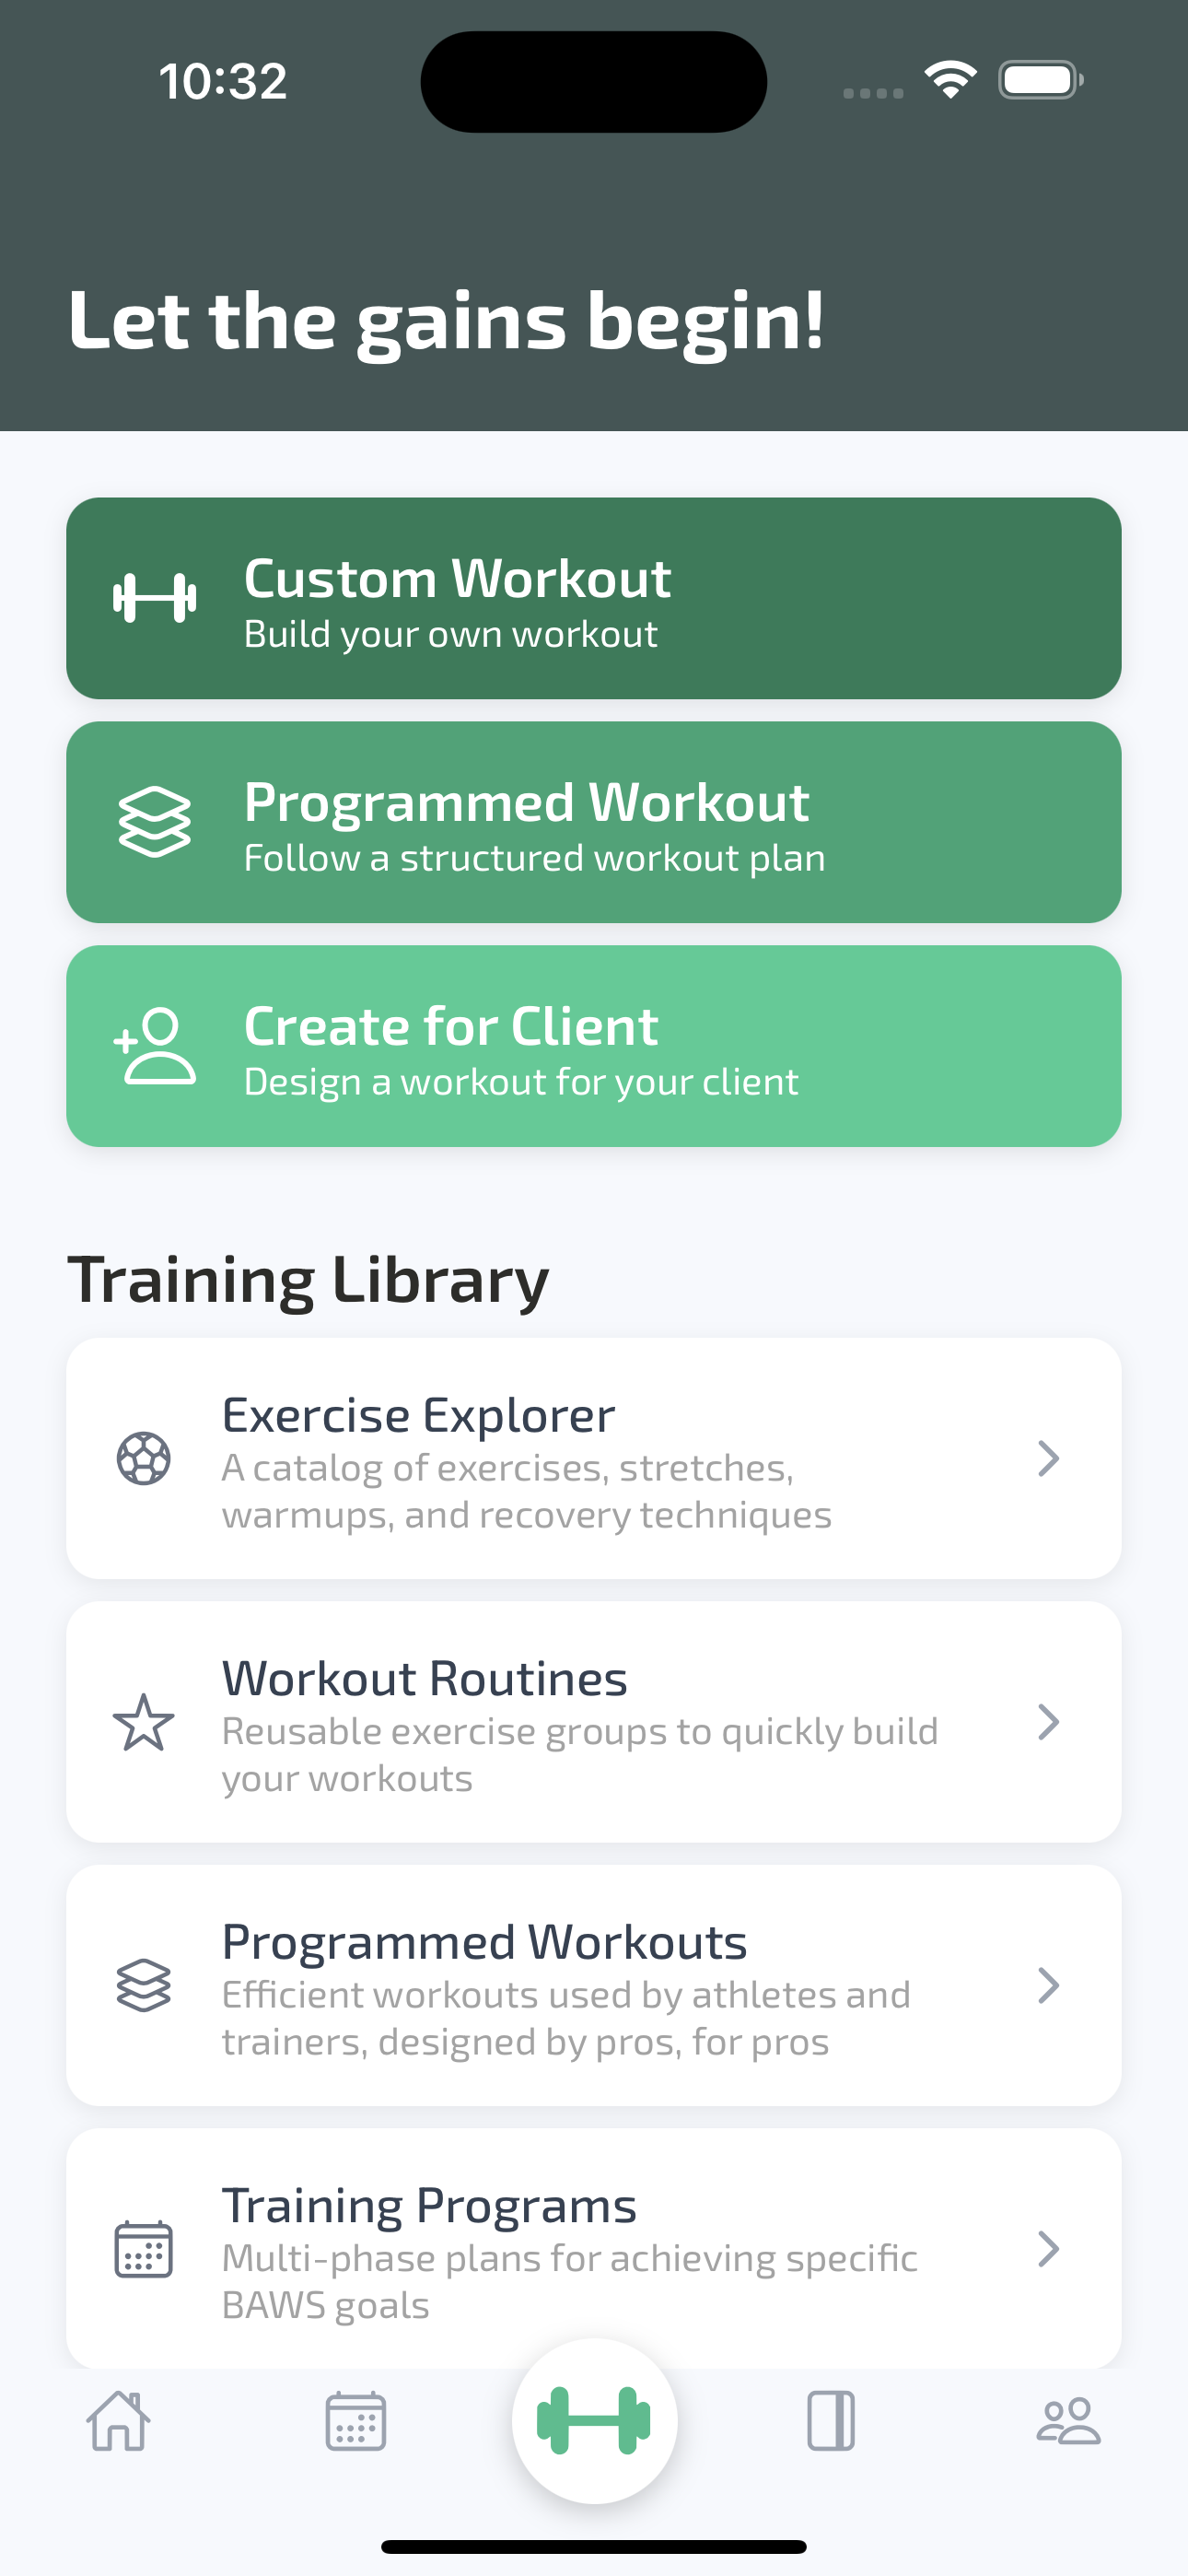 10:32
Let the gains begin!
Custom Workout
Build your own workout
Programmed Workout
Follow a structured workout plan
Create for Client
Design a workout for your client
Training Library
Exercise Explorer
A catalog of exercises, stretches,
warmups, and recovery techniques
Workout Routines
Reusable exercise groups to quickly build
your workouts
Programmed Workouts
Efficient workouts used by athletes and
trainers, designed by pros, for pros
Training Programs
Multi-phase plans for achieving specific
BAWS goals